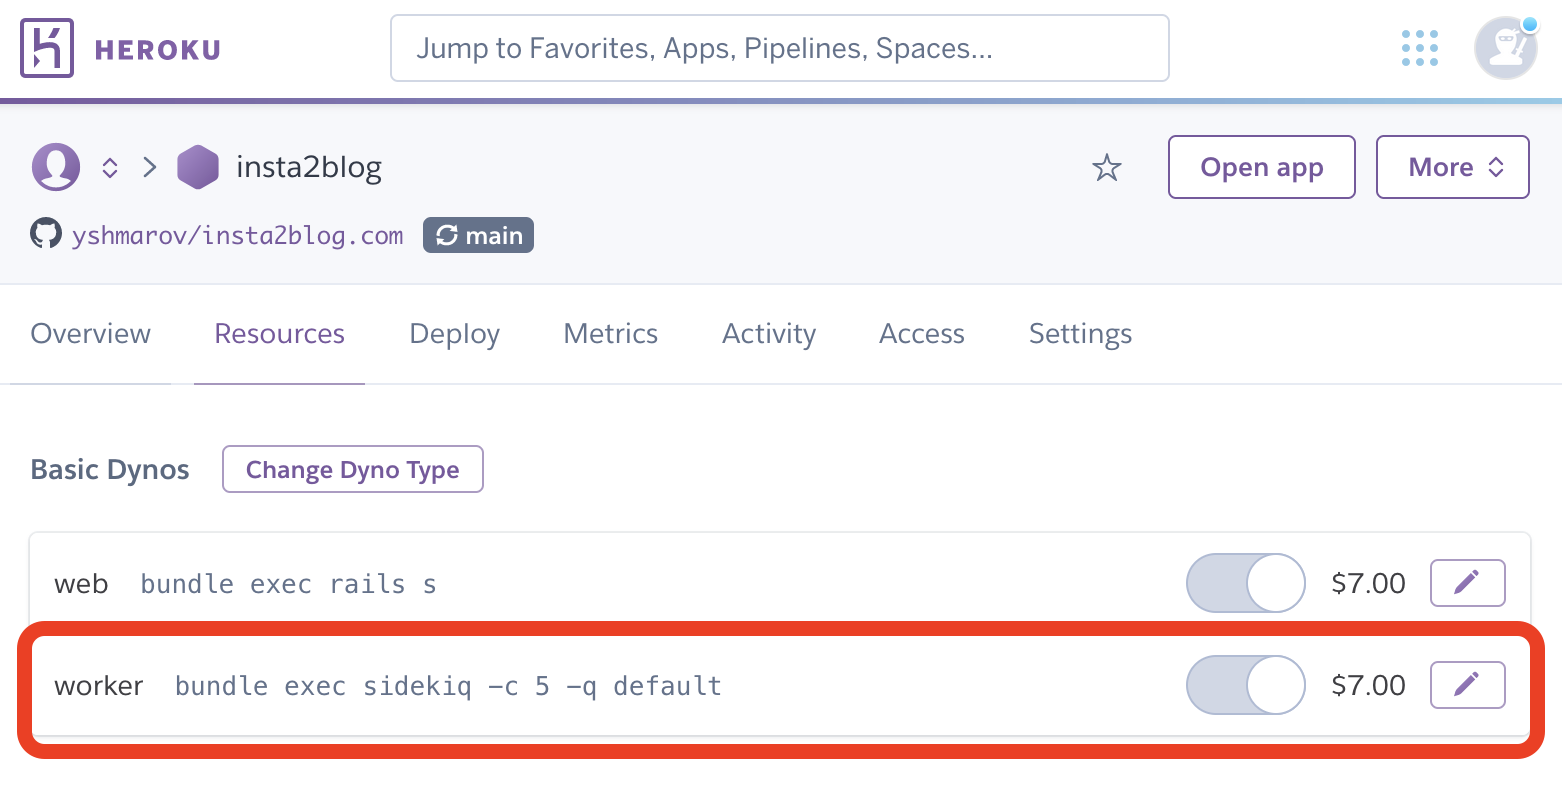 HEROKU
Jump to Favorites, Apps, Pipelines, Spaces...
insta2blog
Open app
More
yshmarov/insta2blog.com
main
Overview Resources Deploy Metrics Activity Access Settings
Basic Dynos
Change Dyno Type
web bundle exec rails s $7.00
worker bundle exec sidekiq -c 5 -q default $7.00